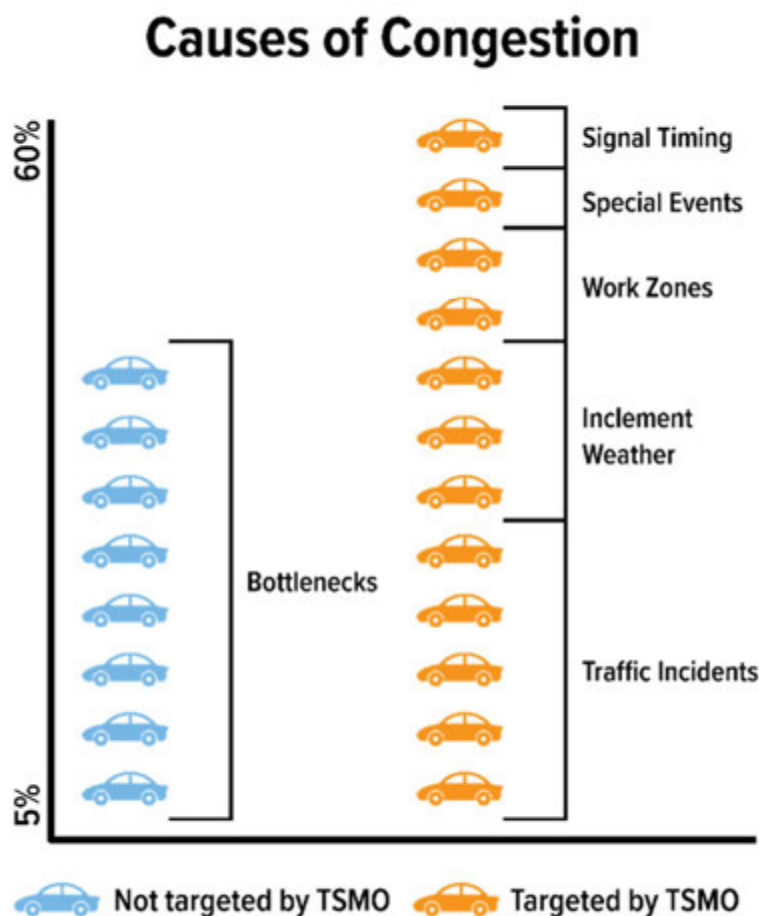 Causes of Congestion
60%
Signal Timing
Special Events
Work Zones
Inclement
Weather
Bottlenecks
Traffic Incidents
5%
Not targeted by TSMO
Targeted by TSMO